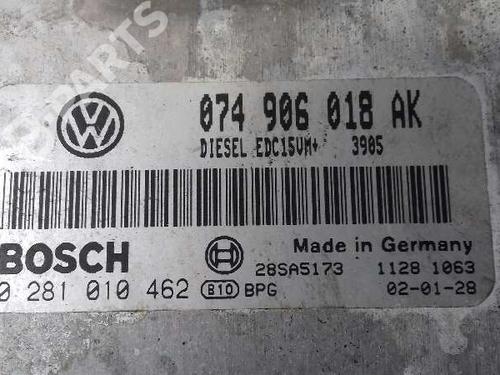 PARTS
074 906 018 AK
DIESEL EDC15VM+ 3905
BOSCH
Made in Germany
28SA5173 1128 1063
0 281 010 462 B10 BPG 02-01-28